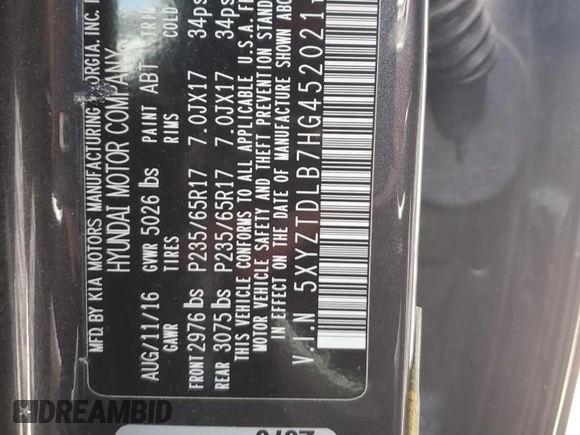 MFD.BY KIA MOTORS MANUFACTURING ORGIA, INC.
HYUNDAI MOTOR COMPANY.
AUG/11/16 GVWR 5026 lbs PAINT ABT TRIM
GAWR TIRES RIMS COLD
FRONT 2976 lbs P235/65R17 7.0JX17 34ps
REAR 3075 lbs P235/65R17 7.0JX17 34ps
THIS VEHICLE CONFORMS TO ALL APPLICABLE U.S.A. FE
MOTOR VEHICLE SAFETY AND THEFT PREVENTION STAND
IN EFFECT ON THE DATE OF MANUFACTURE SHOWN ABO
V.I.N 5XYZTDLB7HG452021
DREAMBID